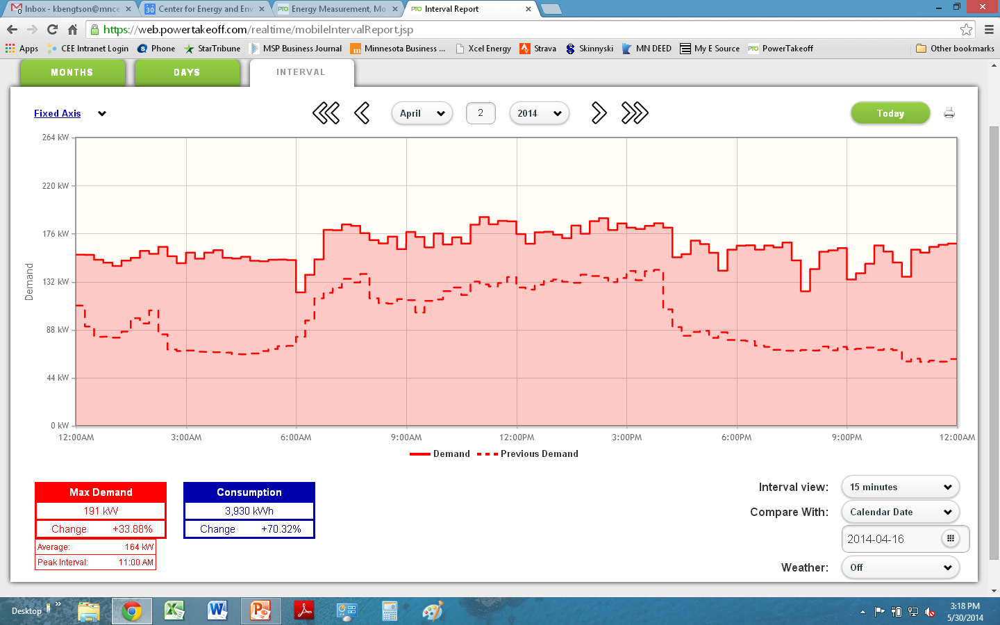 Inbox - kbengtson@mnce
30 Center for Energy and Env
PTO Energy Measurement, Mo
PTO Interval Report
https://web.powertakeoff.com/realtime/mobileIntervalReport.jsp
Apps CEE Intranet Login Phone StarTribune MSP Business Journal Minnesota Business ... Xcel Energy Strava Skinnyski MN DEED My E Source PTO PowerTakeoff Other bookmarks
MONTHS DAYS INTERVAL
Fixed Axis April 2 2014 Today
264 kW
220 kW
176 kW
132 kW
88 kW
44 kW
0 kW
Demand
12:00AM 3:00AM 6:00AM 9:00AM 12:00PM 3:00PM 6:00PM 9:00PM 12:00AM
Demand Previous Demand
Max Demand
191 kW
Change +33.88%
Average: 164 kW
Peak Interval: 11:00 AM
Consumption
3,930 kWh
Change +70.32%
Interval view: 15 minutes
Compare With: Calendar Date
2014-04-16
Weather: Off
Desktop
3:18 PM
5/30/2014